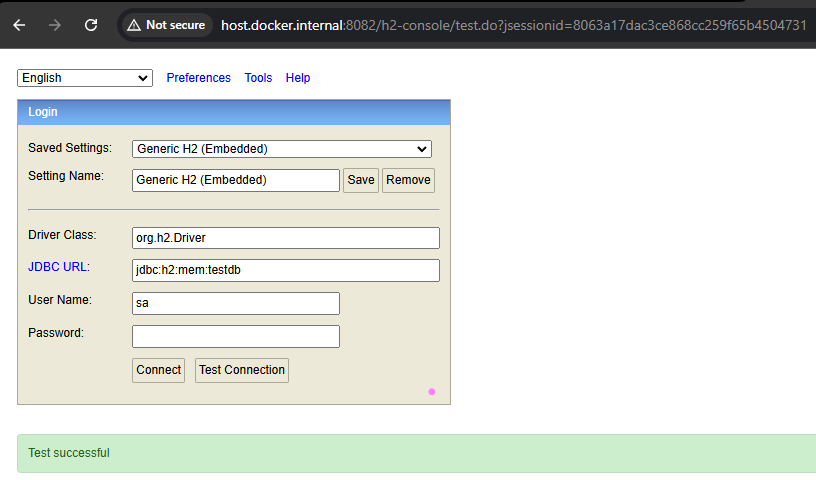 Not secure host.docker.internal:8082/h2-console/test.do?jsessionid=8063a17dac3ce868cc259f65b4504731
English Preferences Tools Help
Login
Saved Settings: Generic H2 (Embedded)
Setting Name: Generic H2 (Embedded) Save Remove
Driver Class: org.h2.Driver
JDBC URL: jdbc:h2:mem:testdb
User Name: sa
Password:
Connect Test Connection
Test successful